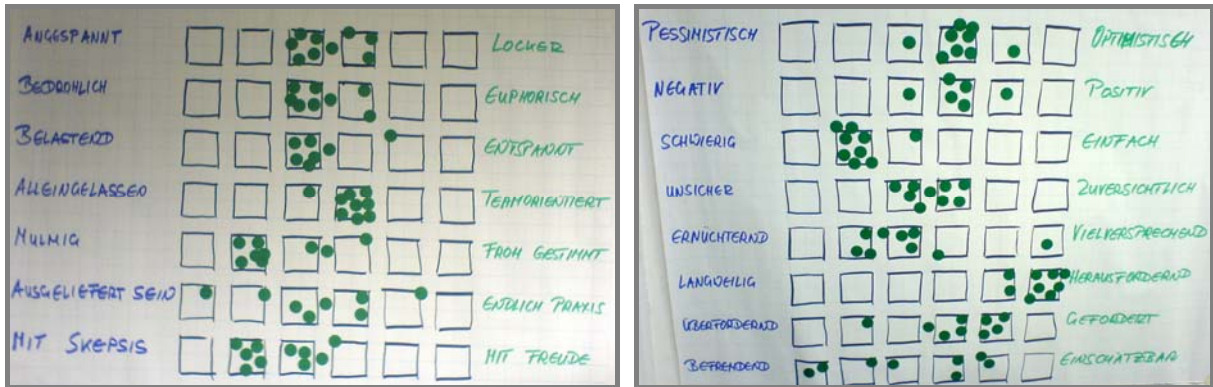 ANGESPANNT LOCKER
BEDROHLICH EUPHORISCH
BELASTEND ENTSPANNT
ALLEINGELASSEN TEAMORIENTIERT
MULMIG FROH GESTIMMT
AUSGELIEFERT SEIN ENDLICH PRAXIS
MIT SKEPSIS MIT FREUDE
PESSIMISTISCH OPTIMISTISCH
NEGATIV POSITIV
SCHWIERIG EINFACH
UNSICHER ZUVERSICHTLICH
ERNÜCHTERND VIELVERSPRECHEND
LANGWEILIG HERAUSFORDERND
ÜBERFORDERND GEFORDERT
BEFREMDEND EINSCHÄTZBAR